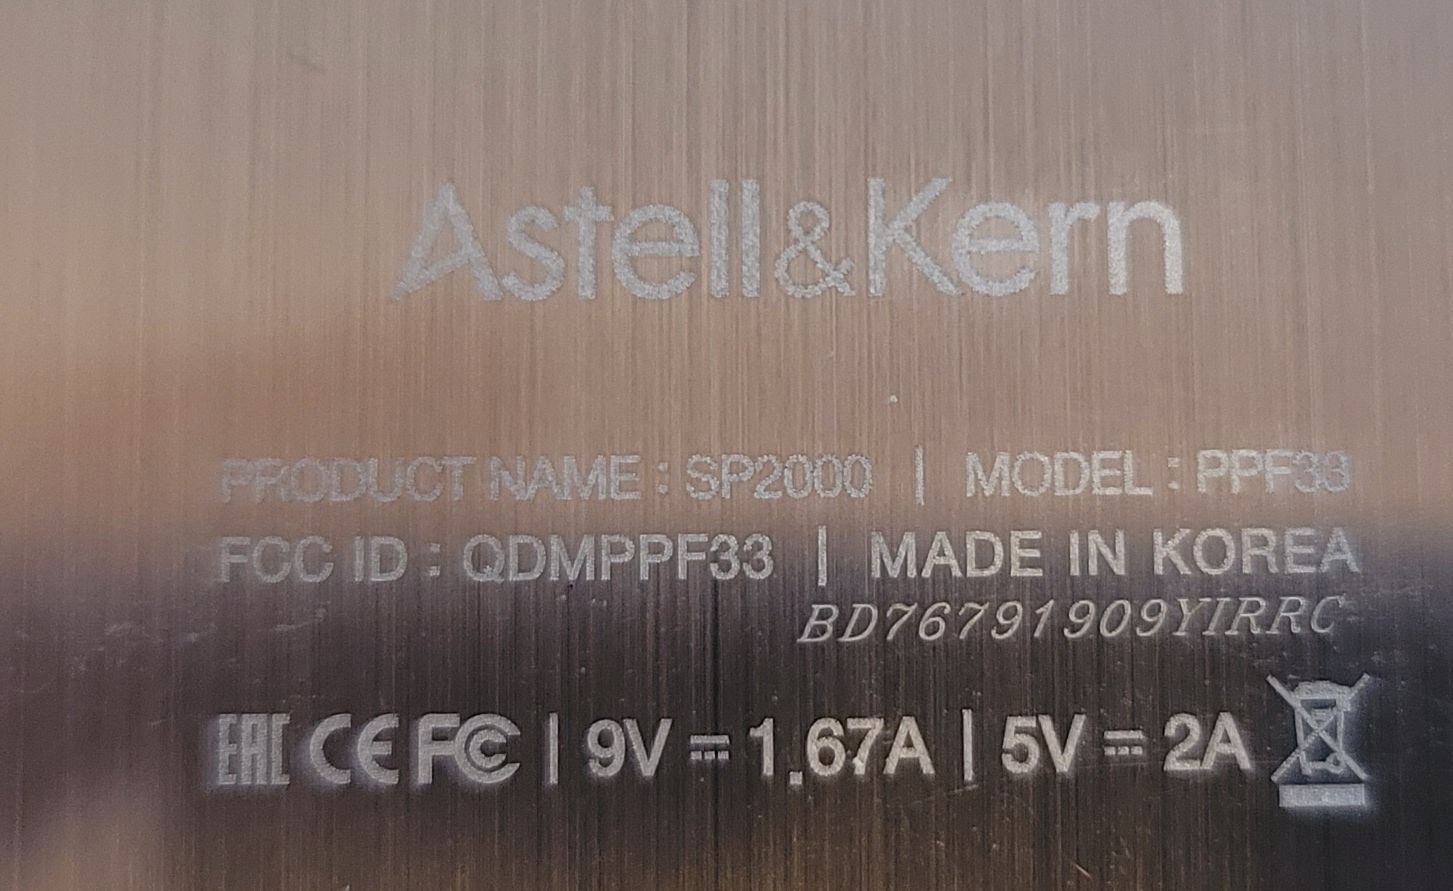 Astell&Kern
PRODUCT NAME : SP2000 | MODEL : PPF33
FCC ID : QDMPPF33 | MADE IN KOREA
BD76791909YIRRC
EAC CE FC | 9V ⎓ 1.67A | 5V ⎓ 2A